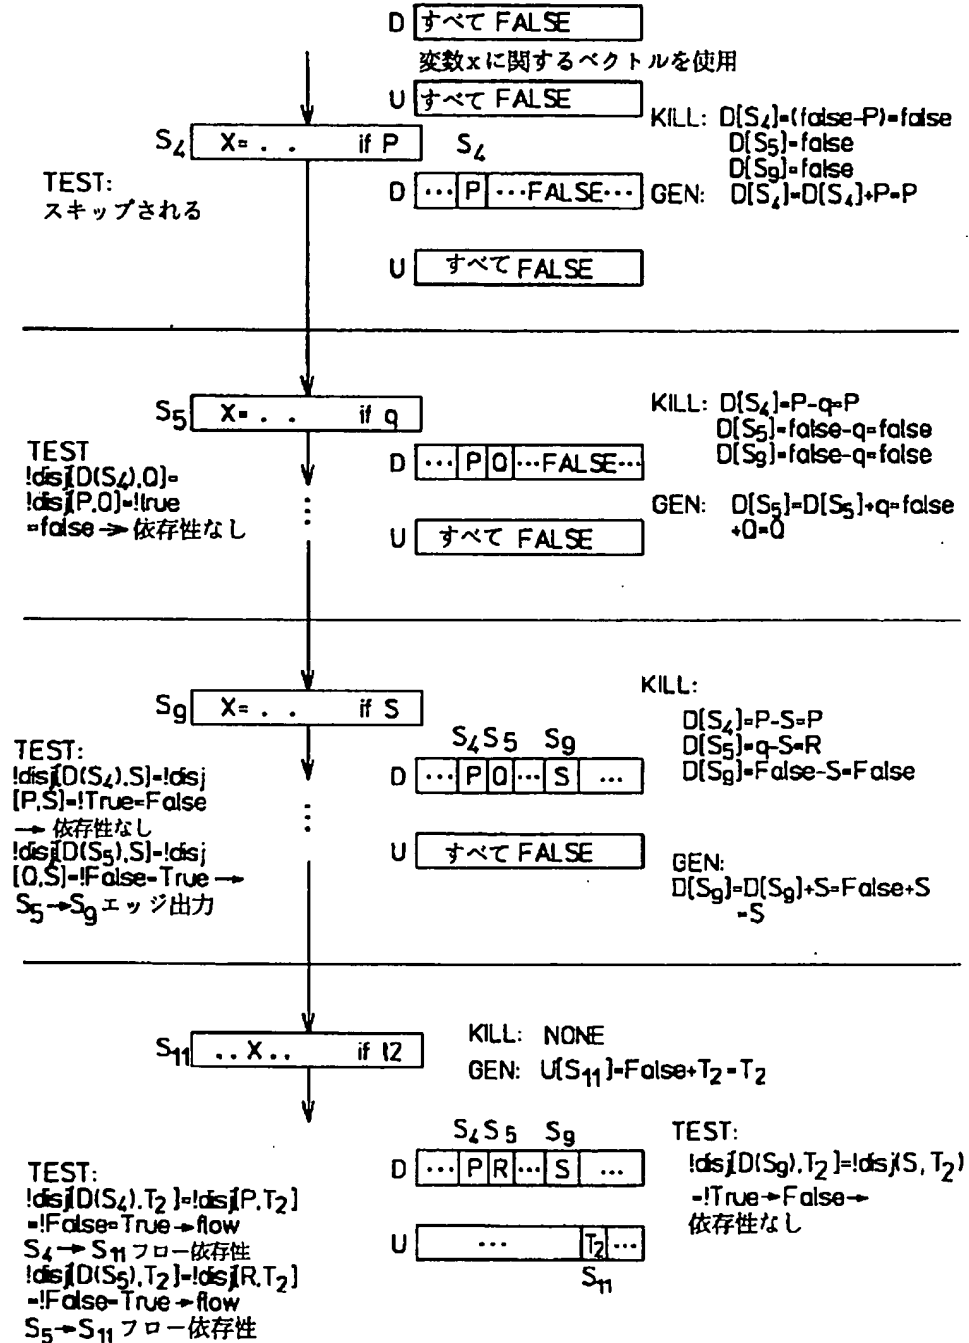 D すべて FALSE
変数xに関するベクトルを使用
U すべて FALSE
S4 X= . . if P
S4
KILL: D[S4]=(false-P)=false
D[S5]=false
D[S9]=false
TEST:
スキップされる
D ... P ...FALSE...
GEN: D[S4]=D[S4]+P=P
U すべて FALSE
S5 X= . . if q
KILL: D[S4]=P-q=P
D[S5]=false-q=false
D[S9]=false-q=false
TEST
!disj[D(S4),Q]=
!disj[P,Q]=!true
=false→依存性なし
D ... P Q ...FALSE...
GEN: D[S5]=D[S5]+q=false
+Q=Q
U すべて FALSE
S9 X= . . if S
KILL:
D[S4]=P-S=P
D[S5]=q-S=R
D[S9]=False-S=False
TEST:
!disj[D(S4),S]=!disj
[P,S]=!True=False
→ 依存性なし
!disj[D(S5),S]=!disj
[Q,S]=!False=True→
S5→S9 エッジ出力
S4 S5 S9
D ... P Q ... S ...
U すべて FALSE
GEN:
D[S9]=D[S9]+S=False+S
=S
S11 ..X.. if t2
KILL: NONE
GEN: U[S11]=False+T2=T2
S4 S5 S9
D ... P R ... S ...
U ... T2 ...
S11
TEST:
!disj[D(S9),T2]=!disj(S,T2)
=!True→False→
依存性なし
TEST:
!disj[D(S4),T2]=!disj[P,T2]
=!False=True→flow
S4→S11 フロー依存性
!disj[D(S5),T2]=!disj[R,T2]
=!False=True→flow
S5→S11 フロー依存性